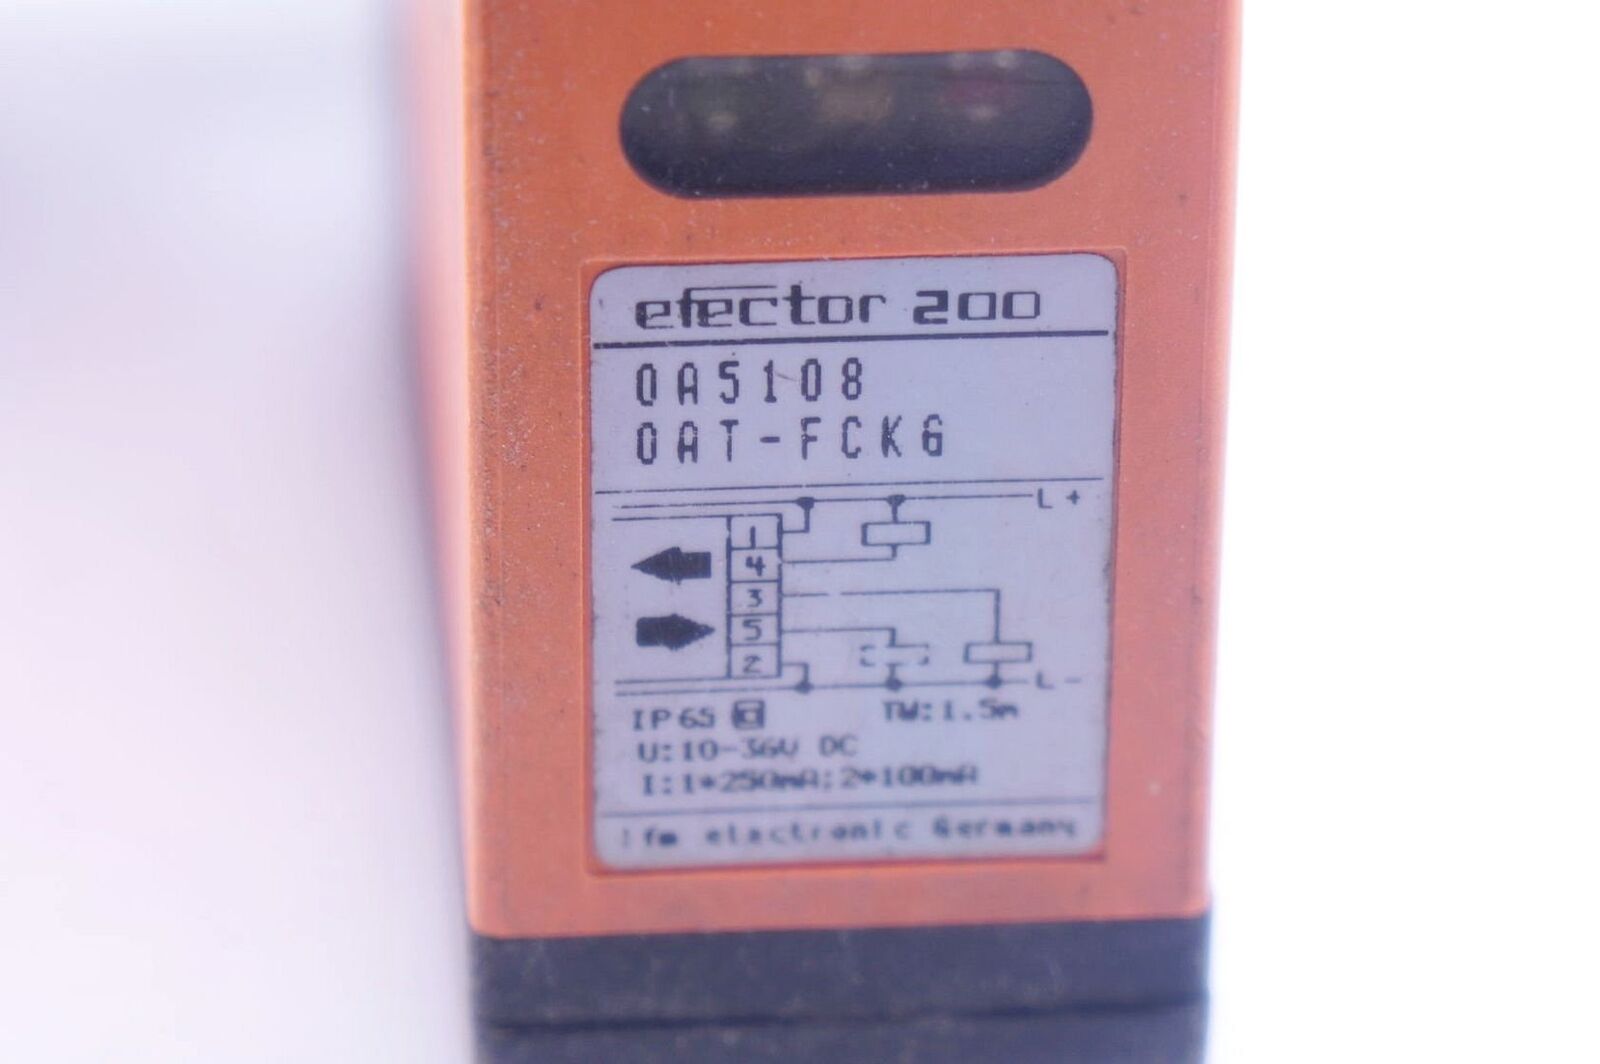 efector 200
OA5108
OAT-FCKG
L+
1
4
3
5
2
L-
IP65 TW:1.5m
U:10-36V DC
I:1*250mA;2*100mA
ifm electronic Germany